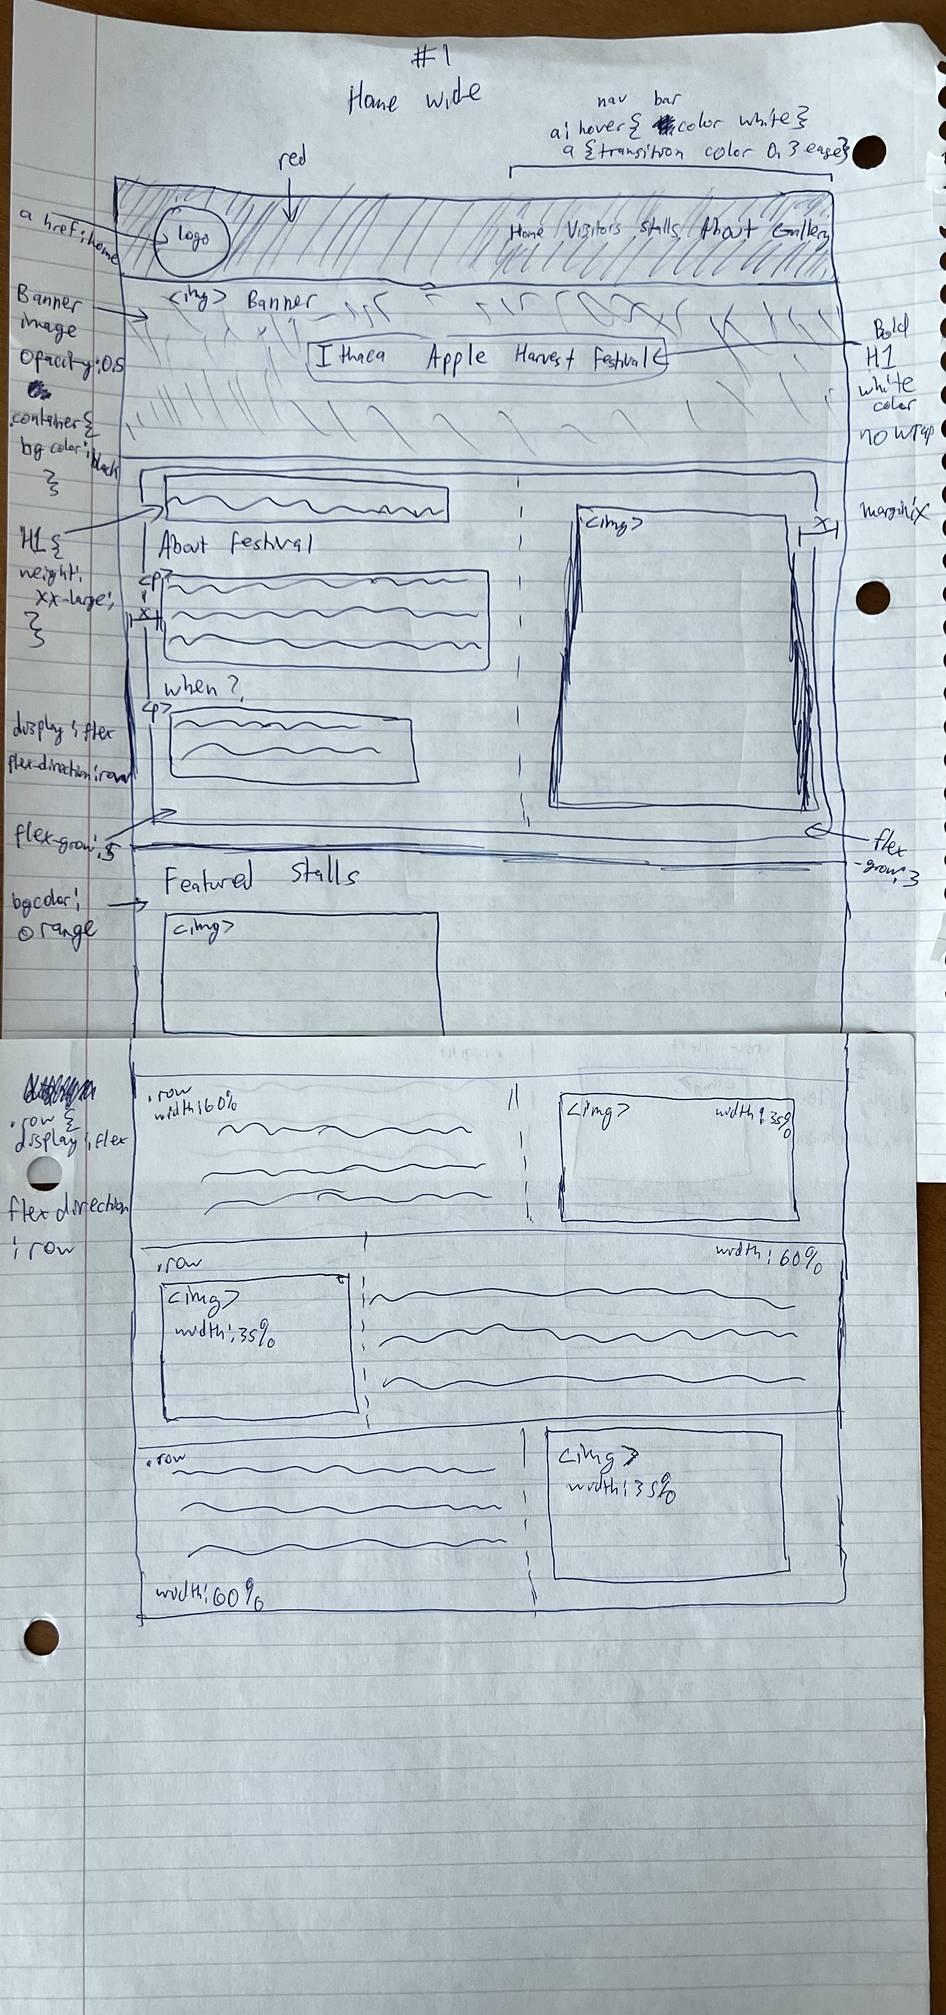 #1
Home wide
nav bar
a:hover{ color white}
a {transition color 0.3 ease}
red
a href:home
logo
Home Visitors Stalls About Gallery
<img> Banner
Banner
image
opacity:0.5
Ithaca Apple Harvest Festival
Bold
H1
white
color
no wrap
.container{
bg color:black
}
margin:x
<img>
x
H1{
weight:
xx-large;
}
}
About festival
<p>
x
when?
<p>
display:flex
flex-direction:row
flex-grow:5
flex
-grow:3
Featured Stalls
bgcolor:
orange
<img>
.row {
display:flex
flex direction
: row
.row
width:60%
<img> width:35%
.row
width:60%
<img>
width:35%
.row
<img>
width:35%
width:60%